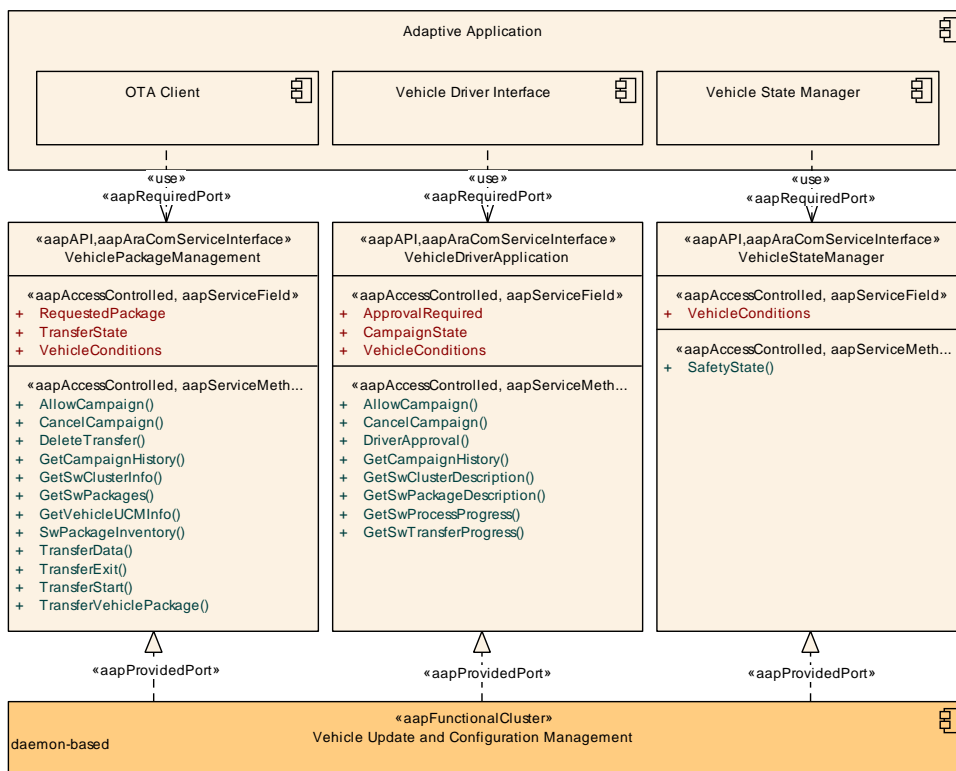 Adaptive Application
OTA Client
Vehicle Driver Interface
Vehicle State Manager
«use»
«aapRequiredPort»
«use»
«aapRequiredPort»
«use»
«aapRequiredPort»
«aapAPI,aapAraComServiceInterface»
VehiclePackageManagement
«aapAccessControlled, aapServiceField»
+ RequestedPackage
+ TransferState
+ VehicleConditions
«aapAccessControlled, aapServiceMeth...
+ AllowCampaign()
+ CancelCampaign()
+ DeleteTransfer()
+ GetCampaignHistory()
+ GetSwClusterInfo()
+ GetSwPackages()
+ GetVehicleUCMInfo()
+ SwPackageInventory()
+ TransferData()
+ TransferExit()
+ TransferStart()
+ TransferVehiclePackage()
«aapAPI,aapAraComServiceInterface»
VehicleDriverApplication
«aapAccessControlled, aapServiceField»
+ ApprovalRequired
+ CampaignState
+ VehicleConditions
«aapAccessControlled, aapServiceMeth...
+ AllowCampaign()
+ CancelCampaign()
+ DriverApproval()
+ GetCampaignHistory()
+ GetSwClusterDescription()
+ GetSwPackageDescription()
+ GetSwProcessProgress()
+ GetSwTransferProgress()
«aapAPI,aapAraComServiceInterface»
VehicleStateManager
«aapAccessControlled, aapServiceField»
+ VehicleConditions
«aapAccessControlled, aapServiceMeth...
+ SafetyState()
«aapProvidedPort»
«aapProvidedPort»
«aapProvidedPort»
«aapFunctionalCluster»
Vehicle Update and Configuration Management
daemon-based